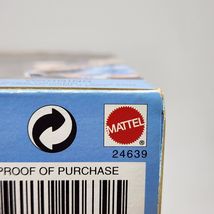 MATTEL
24639
PROOF OF PURCHASE